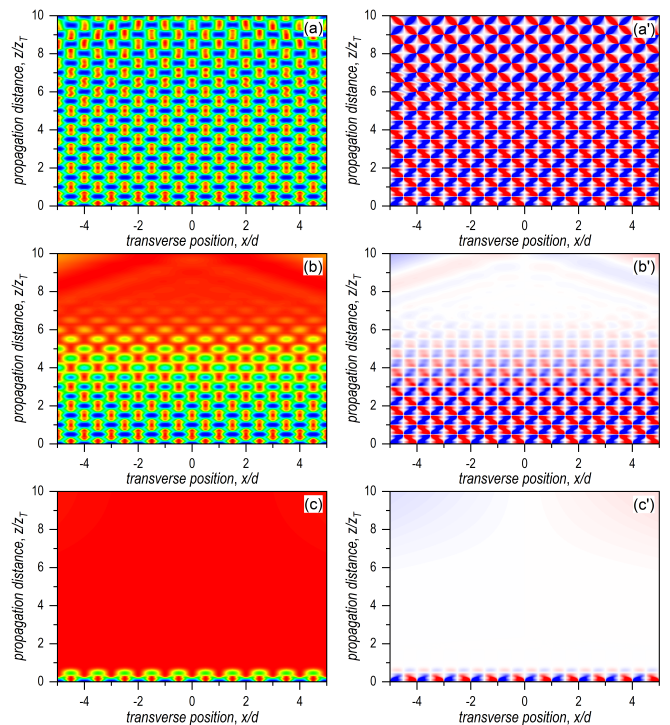 (a)
10
8
6
4
2
0
propagation distance, z/z_T
-4 -2 0 2 4
transverse position, x/d
(a')
10
8
6
4
2
0
propagation distance, z/z_T
-4 -2 0 2 4
transverse position, x/d
(b)
10
8
6
4
2
0
propagation distance, z/z_T
-4 -2 0 2 4
transverse position, x/d
(b')
10
8
6
4
2
0
propagation distance, z/z_T
-4 -2 0 2 4
transverse position, x/d
(c)
10
8
6
4
2
0
propagation distance, z/z_T
-4 -2 0 2 4
transverse position, x/d
(c')
10
8
6
4
2
0
propagation distance, z/z_T
-4 -2 0 2 4
transverse position, x/d